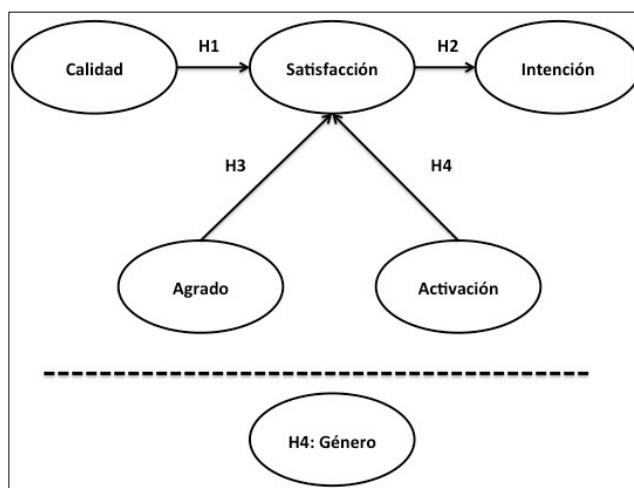 H1
H2
Calidad
Satisfacción
Intención
H3
H4
Agrado
Activación
H4: Género